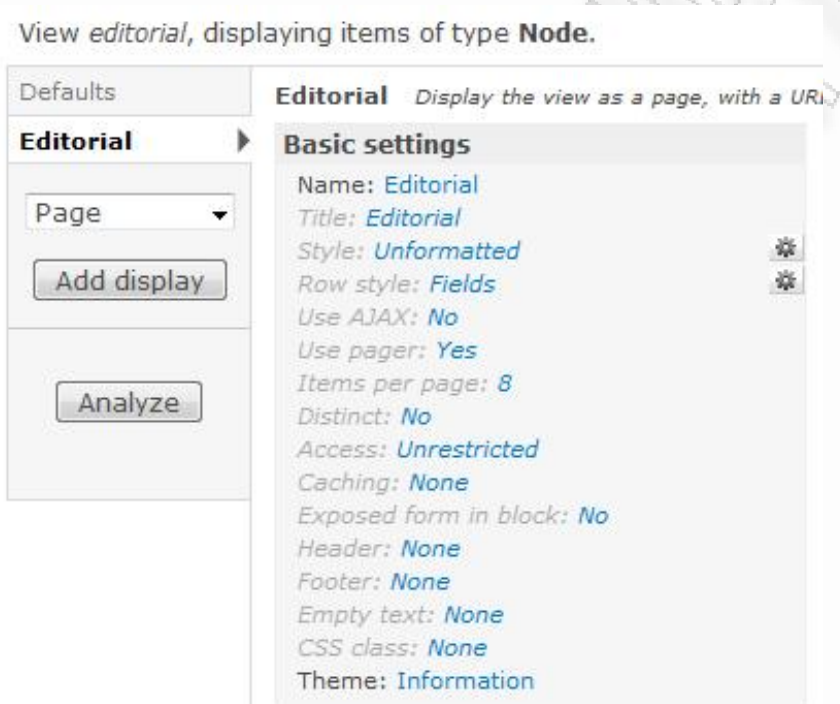 View editorial, displaying items of type Node.
Defaults
Editorial
Page
Add display
Analyze
Editorial Display the view as a page, with a URL
Basic settings
Name: Editorial
Title: Editorial
Style: Unformatted
Row style: Fields
Use AJAX: No
Use pager: Yes
Items per page: 8
Distinct: No
Access: Unrestricted
Caching: None
Exposed form in block: No
Header: None
Footer: None
Empty text: None
CSS class: None
Theme: Information